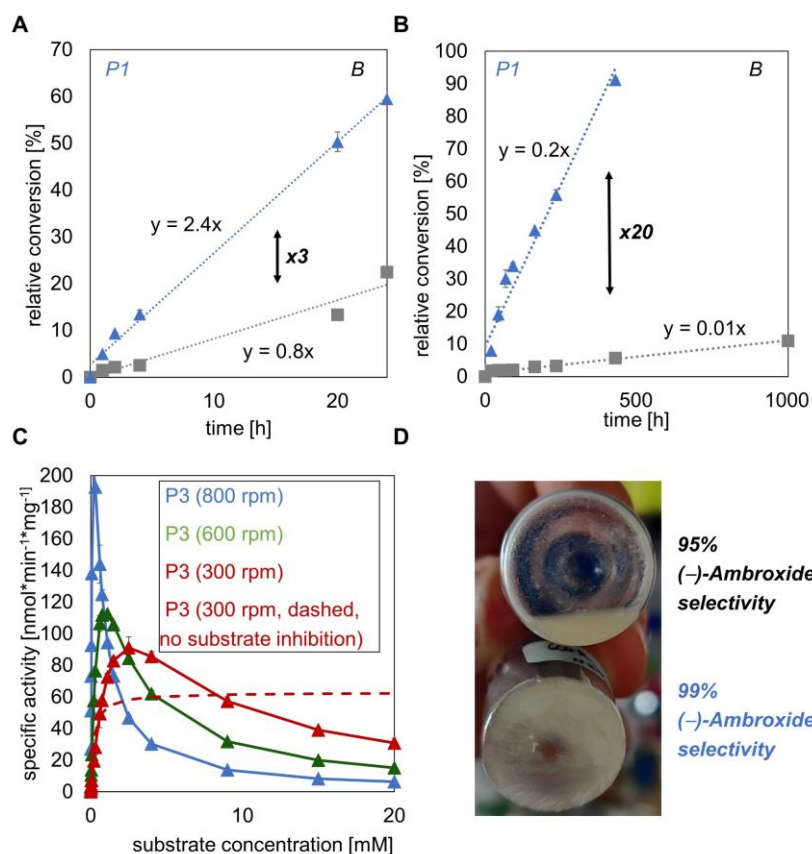 A
70
60
50
40
30
20
10
0
relative conversion [%]
P1
B
y = 2.4x
x3
y = 0.8x
0
10
20
time [h]
B
100
90
80
70
60
50
40
30
20
10
0
relative conversion [%]
P1
B
y = 0.2x
x20
y = 0.01x
0
500
1000
time [h]
C
200
180
160
140
120
100
80
60
40
20
0
specific activity [nmol*min⁻¹*mg⁻¹]
P3 (800 rpm)
P3 (600 rpm)
P3 (300 rpm)
P3 (300 rpm, dashed,
no substrate inhibition)
0
5
10
15
20
substrate concentration [mM]
D
95%
(–)-Ambroxide
selectivity
99%
(–)-Ambroxide
selectivity